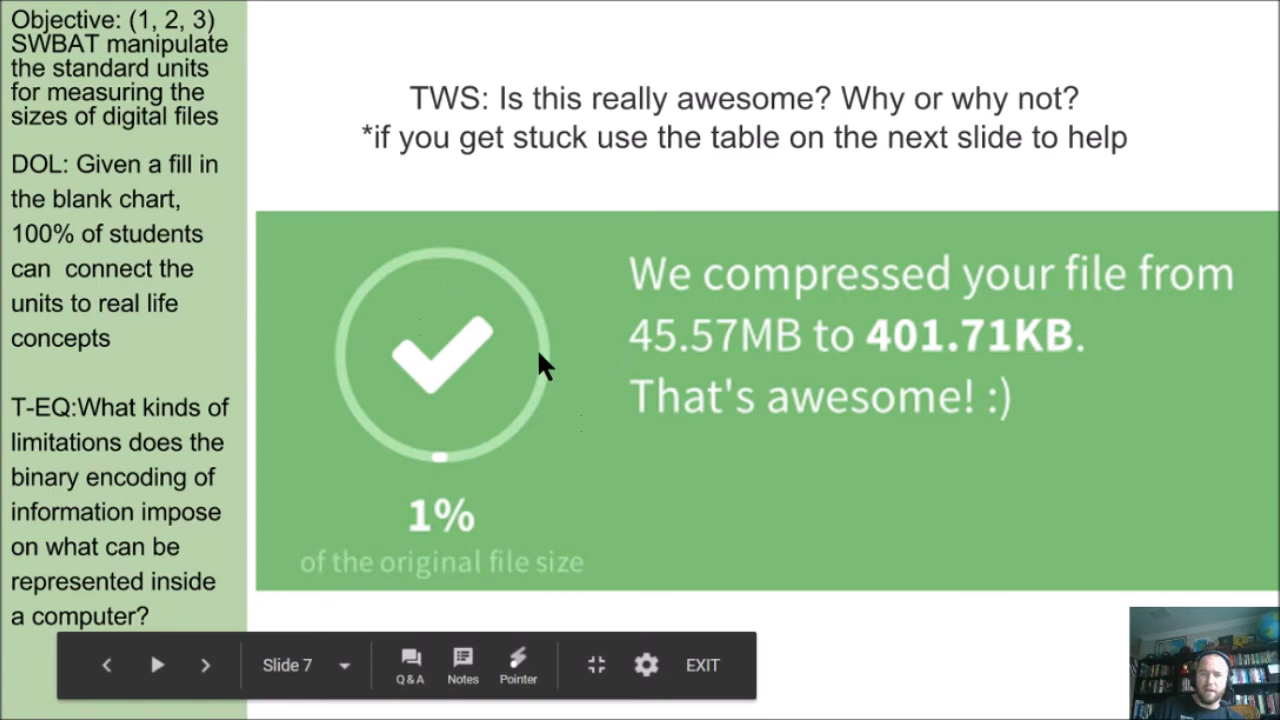 Objective: (1, 2, 3)
SWBAT manipulate
the standard units
for measuring the
sizes of digital files
DOL: Given a fill in
the blank chart,
100% of students
can connect the
units to real life
concepts
T-EQ:What kinds of
limitations does the
binary encoding of
information impose
on what can be
represented inside
a computer?
TWS: Is this really awesome? Why or why not?
*if you get stuck use the table on the next slide to help
We compressed your file from
45.57MB to 401.71KB.
That's awesome! :)
1%
of the original file size
Slide 7
Q&A
Notes
Pointer
EXIT